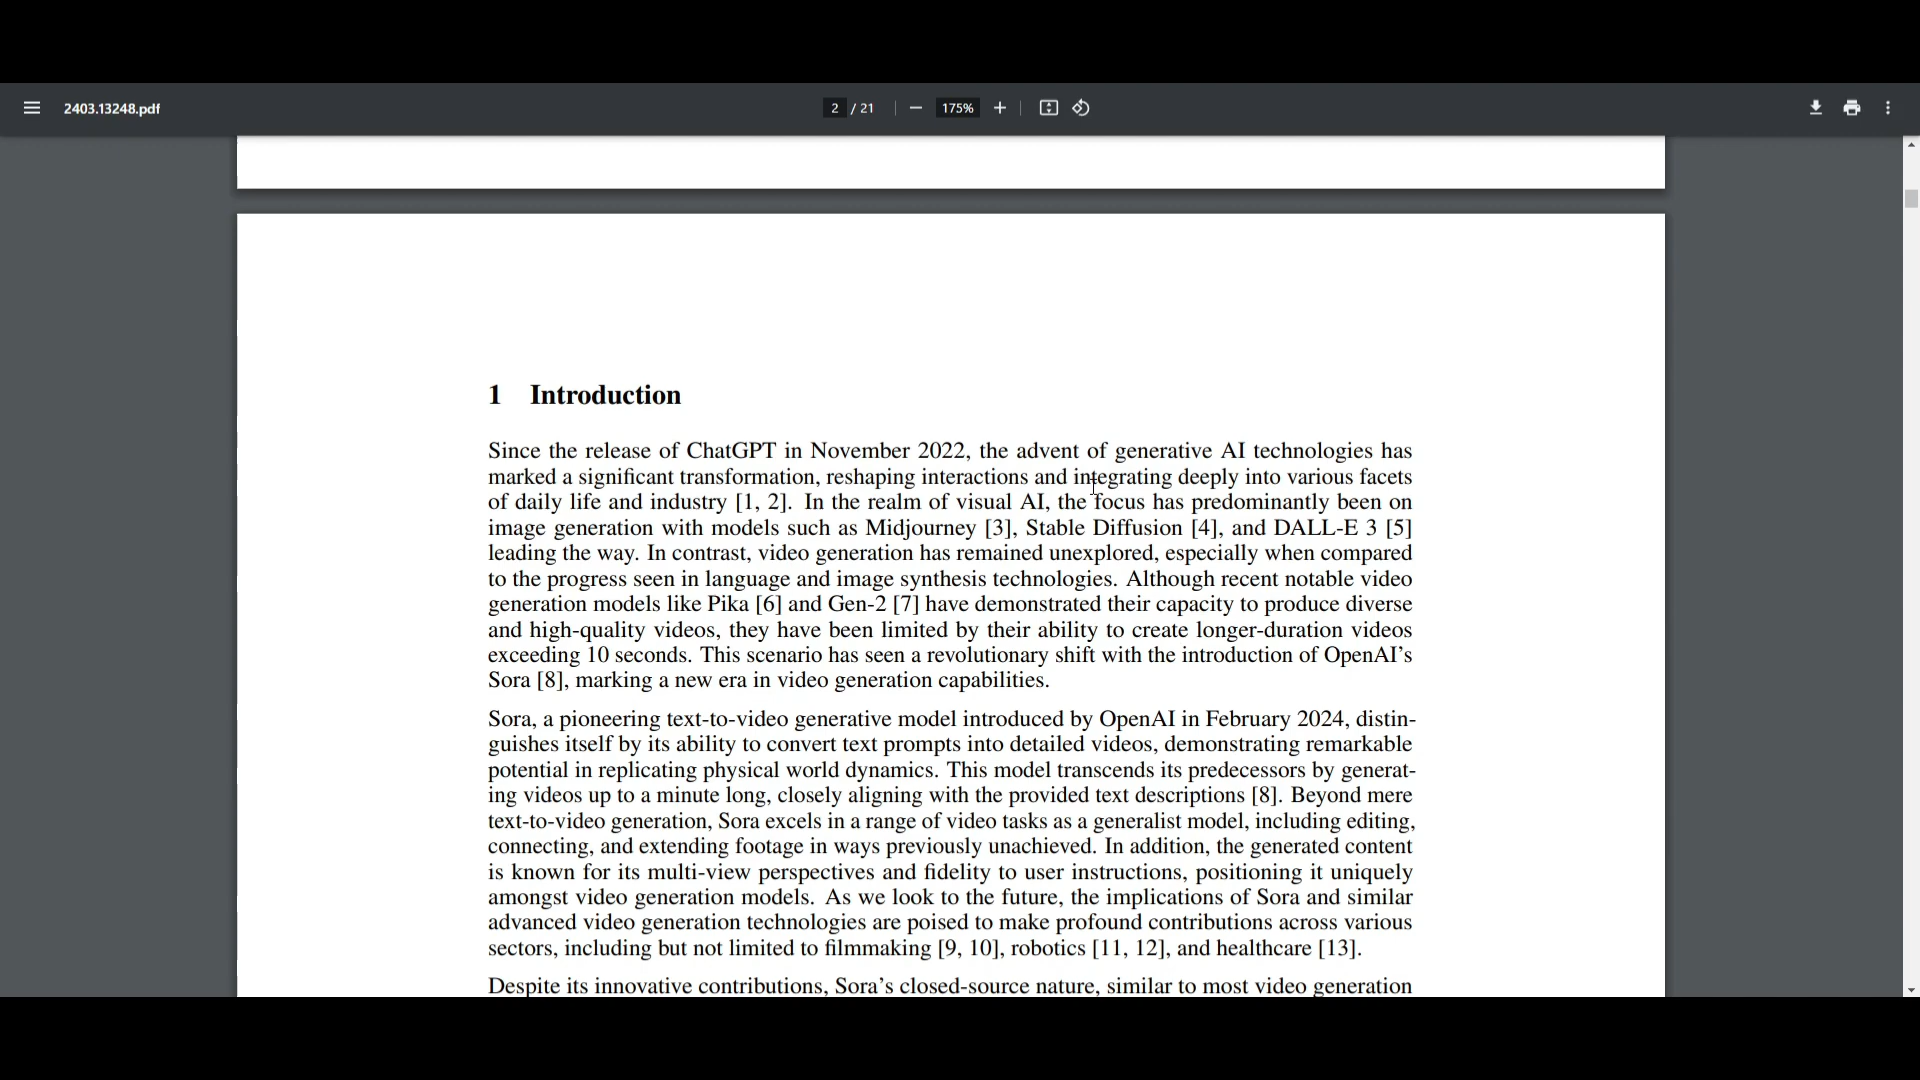 2403.13248.pdf
2 / 21
175%
1 Introduction
Since the release of ChatGPT in November 2022, the advent of generative AI technologies has
marked a significant transformation, reshaping interactions and integrating deeply into various facets
of daily life and industry [1, 2]. In the realm of visual AI, the focus has predominantly been on
image generation with models such as Midjourney [3], Stable Diffusion [4], and DALL-E 3 [5]
leading the way. In contrast, video generation has remained unexplored, especially when compared
to the progress seen in language and image synthesis technologies. Although recent notable video
generation models like Pika [6] and Gen-2 [7] have demonstrated their capacity to produce diverse
and high-quality videos, they have been limited by their ability to create longer-duration videos
exceeding 10 seconds. This scenario has seen a revolutionary shift with the introduction of OpenAI's
Sora [8], marking a new era in video generation capabilities.
Sora, a pioneering text-to-video generative model introduced by OpenAI in February 2024, distin-
guishes itself by its ability to convert text prompts into detailed videos, demonstrating remarkable
potential in replicating physical world dynamics. This model transcends its predecessors by generat-
ing videos up to a minute long, closely aligning with the provided text descriptions [8]. Beyond mere
text-to-video generation, Sora excels in a range of video tasks as a generalist model, including editing,
connecting, and extending footage in ways previously unachieved. In addition, the generated content
is known for its multi-view perspectives and fidelity to user instructions, positioning it uniquely
amongst video generation models. As we look to the future, the implications of Sora and similar
advanced video generation technologies are poised to make profound contributions across various
sectors, including but not limited to filmmaking [9, 10], robotics [11, 12], and healthcare [13].
Despite its innovative contributions, Sora's closed-source nature, similar to most video generation